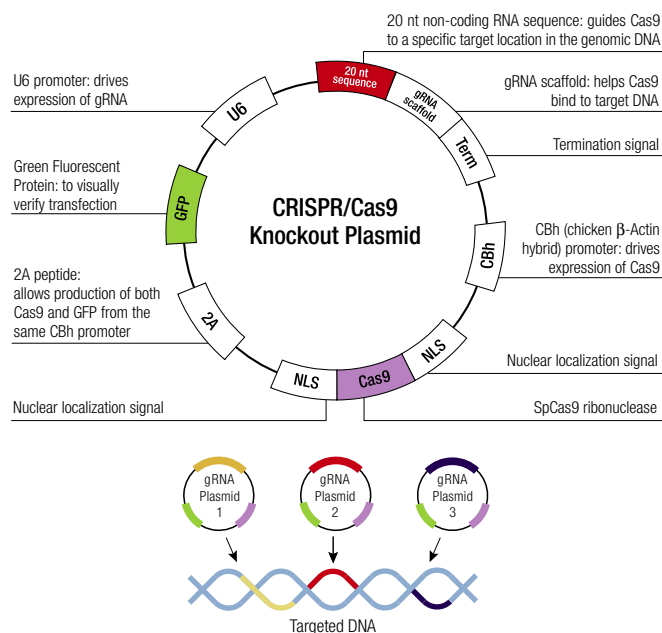 20 nt non-coding RNA sequence: guides Cas9
to a specific target location in the genomic DNA
U6 promoter: drives
expression of gRNA
gRNA scaffold: helps Cas9
bind to target DNA
Termination signal
Green Fluorescent
Protein: to visually
verify transfection
CBh (chicken β-Actin
hybrid) promoter: drives
expression of Cas9
2A peptide:
allows production of both
Cas9 and GFP from the
same CBh promoter
Nuclear localization signal
Nuclear localization signal
SpCas9 ribonuclease
CRISPR/Cas9
Knockout Plasmid
20 nt
sequence
gRNA
scaffold
Term
CBh
NLS
Cas9
NLS
2A
GFP
U6
gRNA
Plasmid
1
gRNA
Plasmid
2
gRNA
Plasmid
3
Targeted DNA